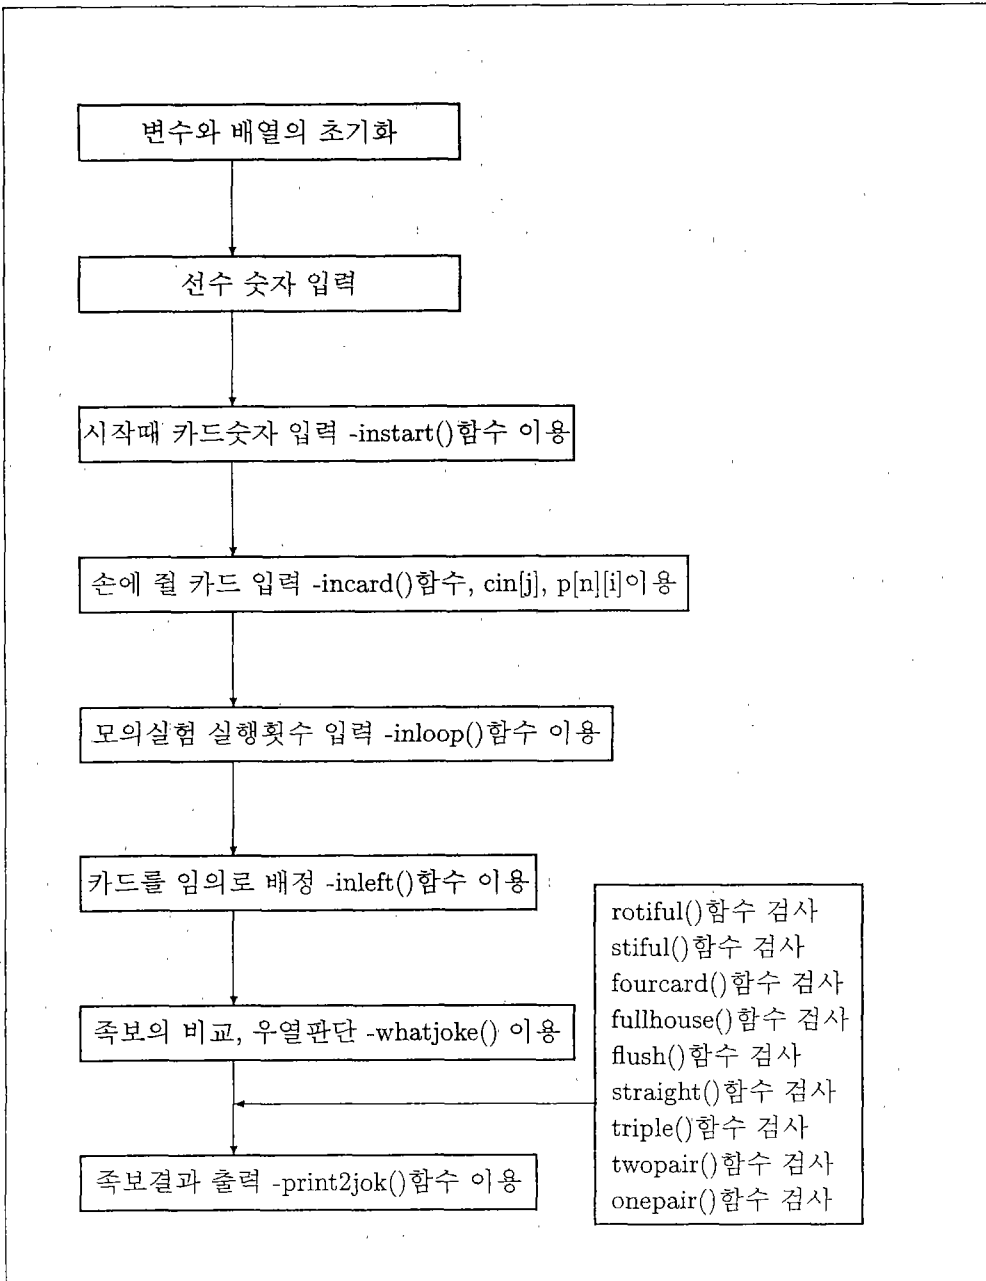 변수와 배열의 초기화
선수 숫자 입력
시작때 카드숫자 입력 -instart()함수 이용
손에 쥘 카드 입력 -incard()함수, cin[j], p[n][i]이용
모의실험 실행횟수 입력 -inloop()함수 이용
카드를 임의로 배정 -inleft()함수 이용
족보의 비교, 우열판단 -whatjoke() 이용
rotiful()함수 검사
stiful()함수 검사
fourcard()함수 검사
fullhouse()함수 검사
flush()함수 검사
straight()함수 검사
triple()함수 검사
twopair()함수 검사
onepair()함수 검사
족보결과 출력 -print2jok()함수 이용